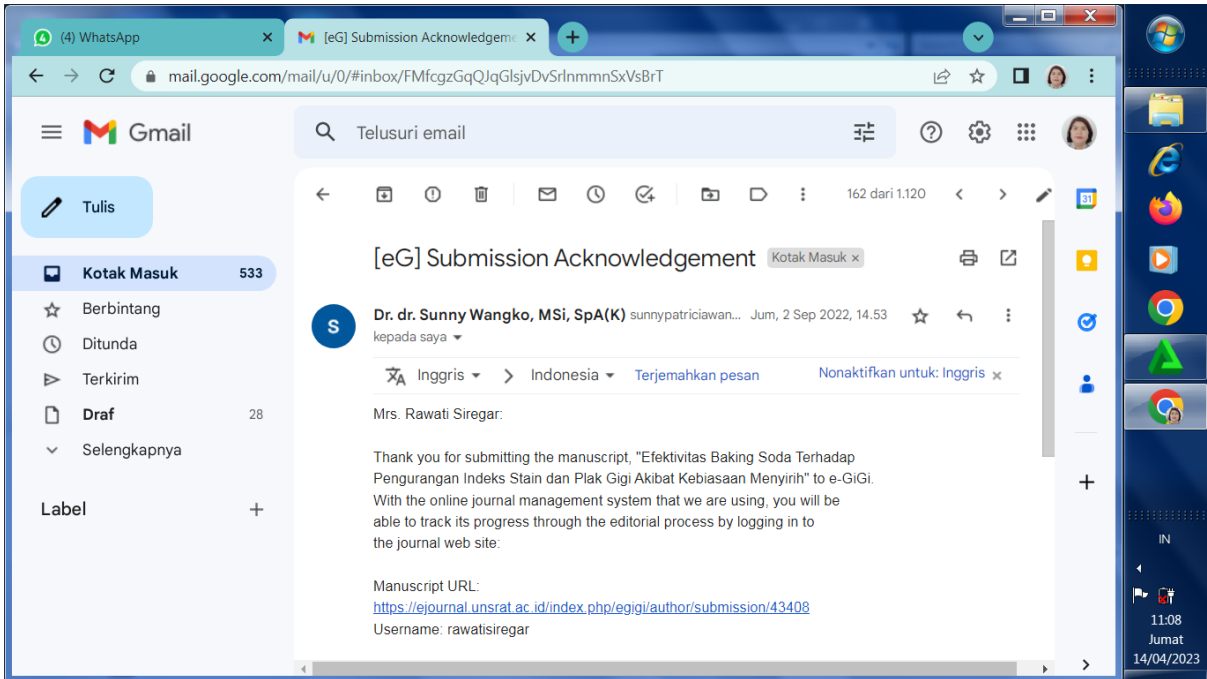 (4) WhatsApp
[eG] Submission Acknowledgeme
mail.google.com/mail/u/0/#inbox/FMfcgzGqQJqGlsjvDvSrlnmmnSxVsBrT
Gmail
Telusuri email
Tulis
162 dari 1.120
31
Kotak Masuk 533
Berbintang
Ditunda
Terkirim
Draf 28
Selengkapnya
Label
[eG] Submission Acknowledgement Kotak Masuk ×
S
Dr. dr. Sunny Wangko, MSi, SpA(K) sunnypatriciawan... Jum, 2 Sep 2022, 14.53
kepada saya
Inggris > Indonesia Terjemahkan pesan Nonaktifkan untuk: Inggris ×
Mrs. Rawati Siregar:
Thank you for submitting the manuscript, "Efektivitas Baking Soda Terhadap
Pengurangan Indeks Stain dan Plak Gigi Akibat Kebiasaan Menyirih" to e-GiGi.
With the online journal management system that we are using, you will be
able to track its progress through the editorial process by logging in to
the journal web site:
Manuscript URL:
https://ejournal.unsrat.ac.id/index.php/egigi/author/submission/43408
Username: rawatisiregar
IN
11:08
Jumat
14/04/2023